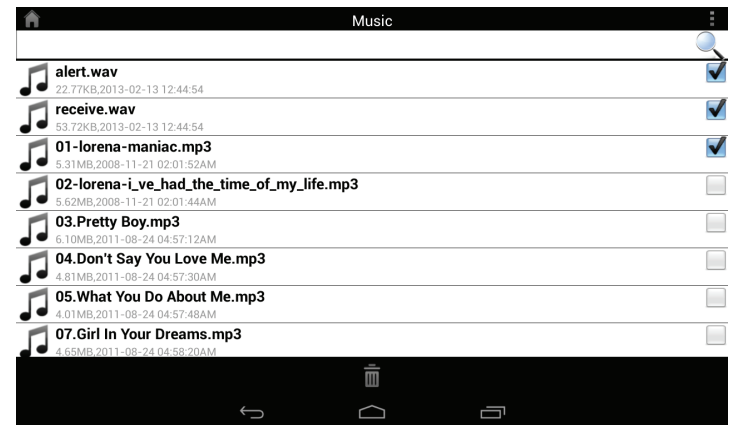 Music
alert.wav
22.77KB,2013-02-13 12:44:54
receive.wav
53.72KB,2013-02-13 12:44:54
01-lorena-maniac.mp3
5.31MB,2008-11-21 02:01:52AM
02-lorena-i_ve_had_the_time_of_my_life.mp3
5.62MB,2008-11-21 02:01:44AM
03.Pretty Boy.mp3
6.10MB,2011-08-24 04:57:12AM
04.Don't Say You Love Me.mp3
4.81MB,2011-08-24 04:57:30AM
05.What You Do About Me.mp3
4.01MB,2011-08-24 04:57:48AM
07.Girl In Your Dreams.mp3
4.65MB,2011-08-24 04:58:20AM